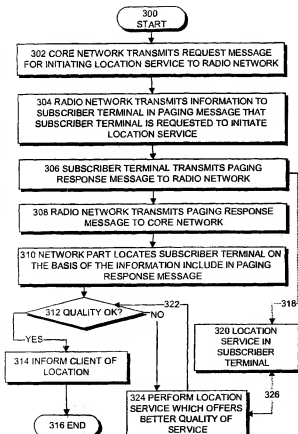 300
START
302 CORE NETWORK TRANSMITS REQUEST MESSAGE
FOR INITIATING LOCATION SERVICE TO RADIO NETWORK
304 RADIO NETWORK TRANSMITS INFORMATION TO
SUBSCRIBER TERMINAL IN PAGING MESSAGE THAT
SUBSCRIBER TERMINAL IS REQUESTED TO INITIATE
LOCATION SERVICE
306 SUBSCRIBER TERMINAL TRANSMITS PAGING
RESPONSE MESSAGE TO RADIO NETWORK
308 RADIO NETWORK TRANSMITS PAGING RESPONSE
MESSAGE TO CORE NETWORK
310 NETWORK PART LOCATES SUBSCRIBER TERMINAL ON
THE BASIS OF THE INFORMATION INCLUDE IN PAGING
RESPONSE MESSAGE
312 QUALITY OK?
322
NO
YES
318
314 INFORM CLIENT OF
LOCATION
320 LOCATION
SERVICE IN
SUBSCRIBER
TERMINAL
326
316 END
324 PERFORM LOCATION
SERVICE WHICH OFFERS
BETTER QUALITY OF
SERVICE